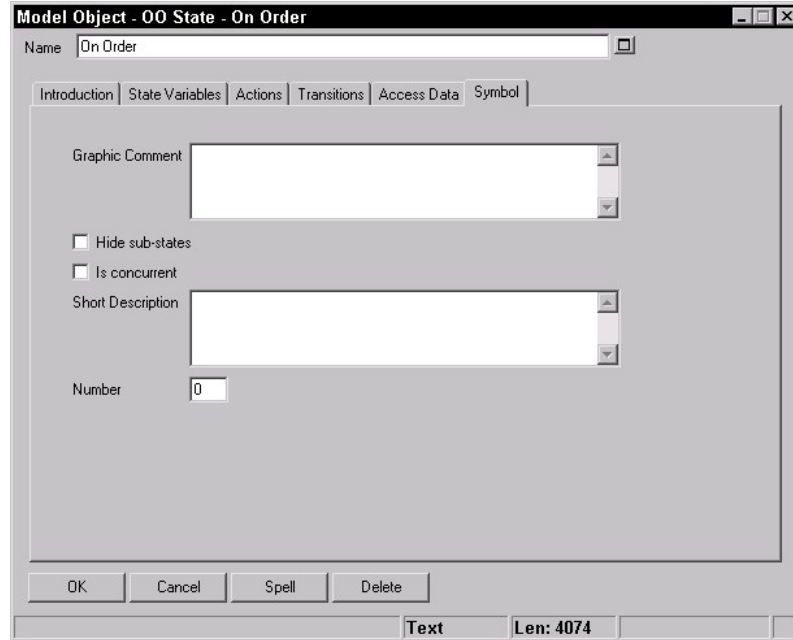 Model Object - OO State - On Order
Name On Order
Introduction State Variables Actions Transitions Access Data Symbol
Graphic Comment
Hide sub-states
Is concurrent
Short Description
Number 0
OK Cancel Spell Delete
Text Len: 4074